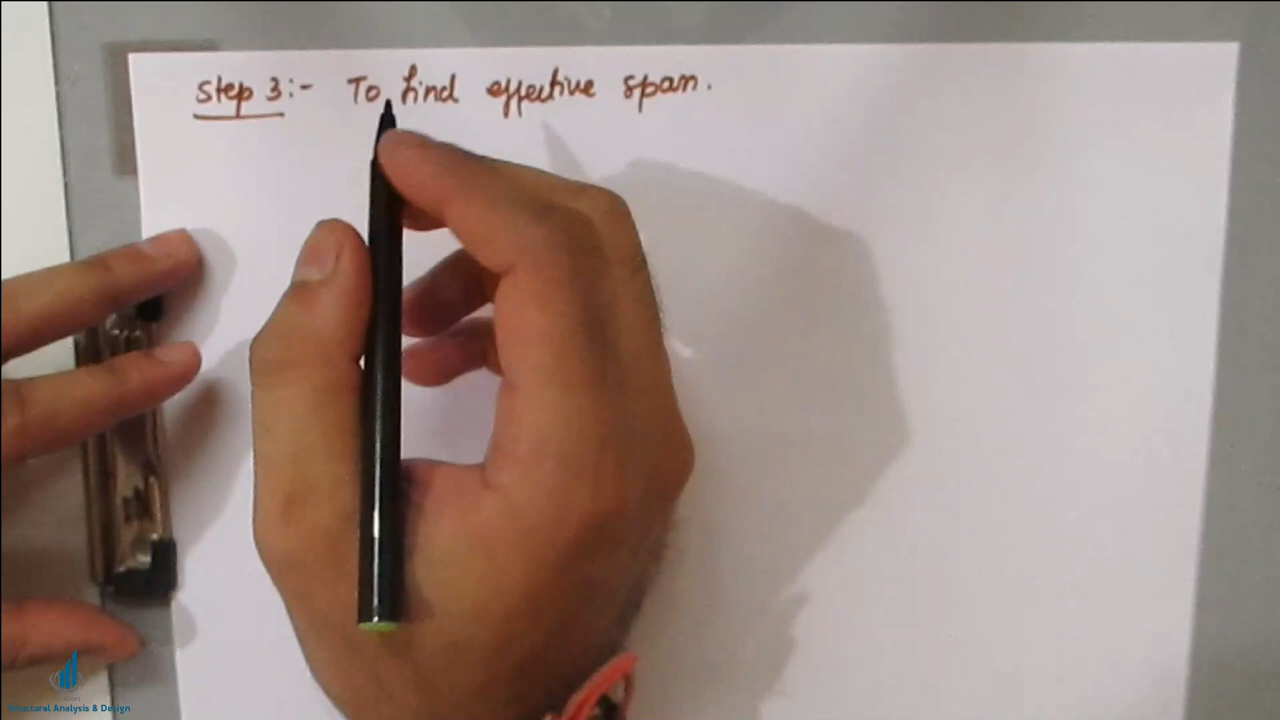 Step 3:- To find effective span.
Structural Analysis & Design